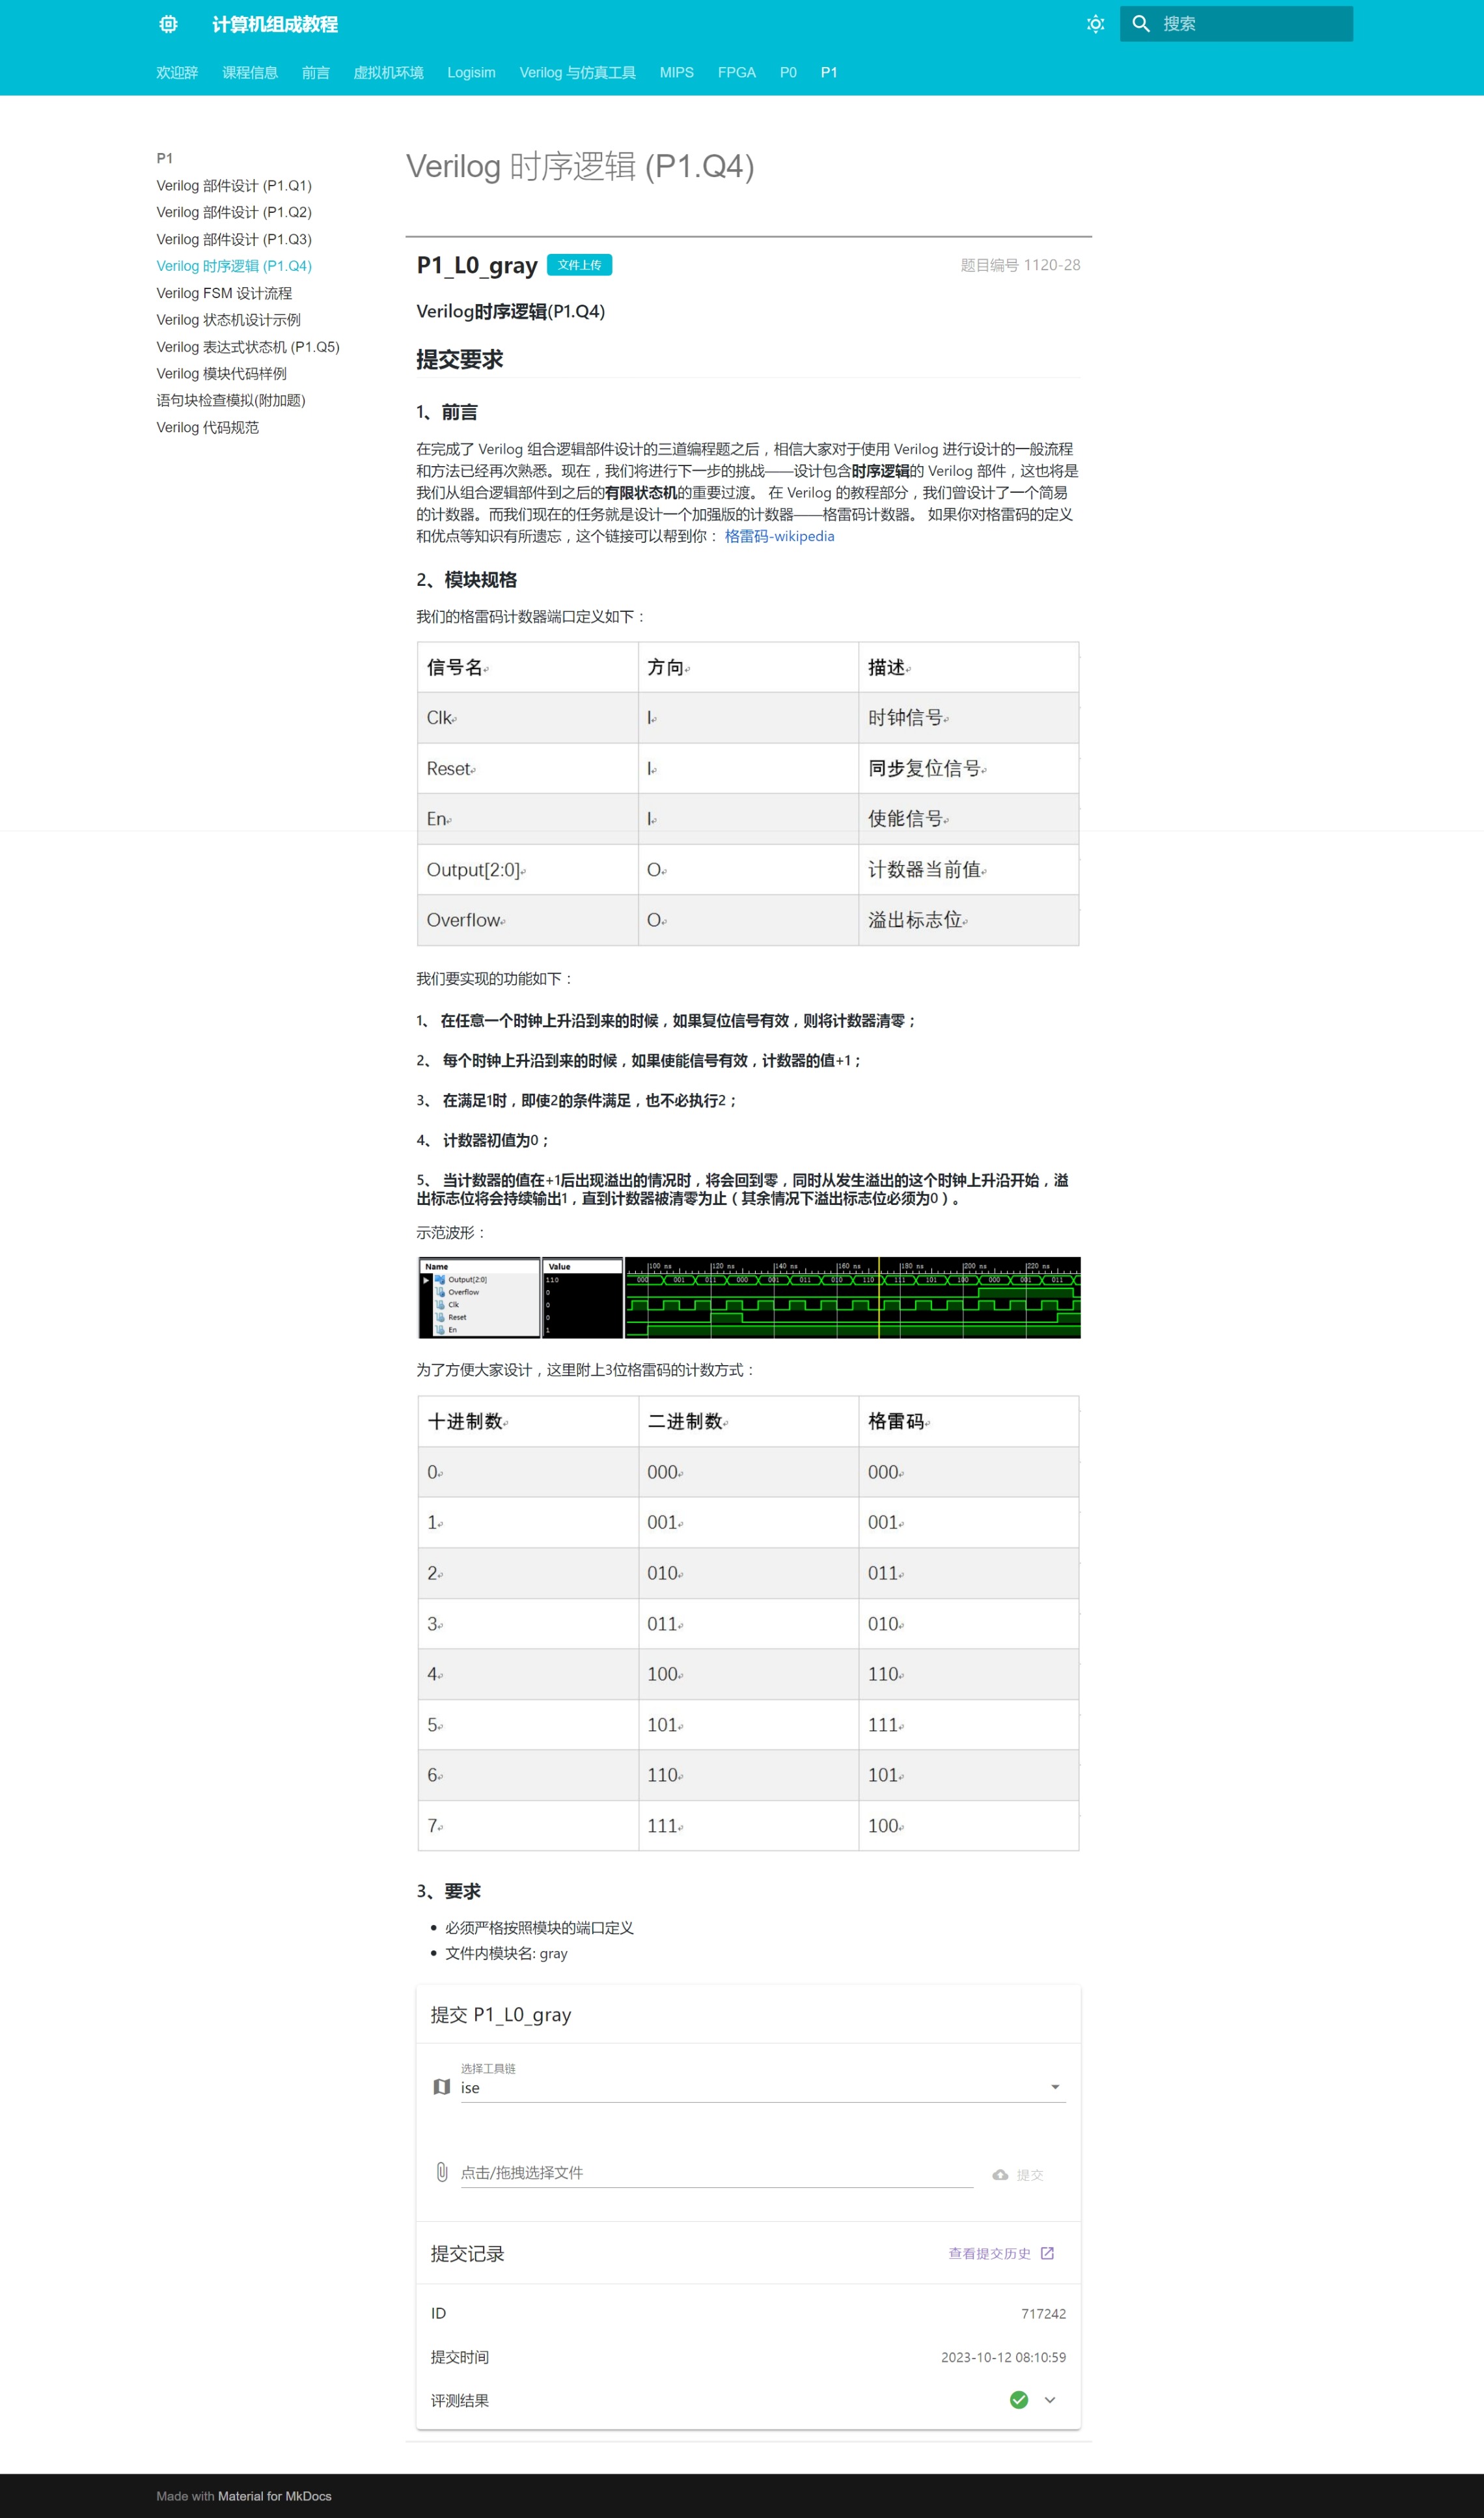 计算机组成教程
搜索
欢迎辞 课程信息 前言 虚拟机环境 Logisim Verilog 与仿真工具 MIPS FPGA P0 P1
P1
Verilog 部件设计 (P1.Q1)
Verilog 部件设计 (P1.Q2)
Verilog 部件设计 (P1.Q3)
Verilog 时序逻辑 (P1.Q4)
Verilog FSM 设计流程
Verilog 状态机设计示例
Verilog 表达式状态机 (P1.Q5)
Verilog 模块代码样例
语句块检查模拟(附加题)
Verilog 代码规范
Verilog 时序逻辑 (P1.Q4)
P1_L0_gray 文件上传 题目编号 1120-28
Verilog时序逻辑(P1.Q4)
提交要求
1、前言
在完成了 Verilog 组合逻辑部件设计的三道编程题之后，相信大家对于使用 Verilog 进行设计的一般流程
和方法已经再次熟悉。现在，我们将进行下一步的挑战——设计包含时序逻辑的 Verilog 部件，这也将是
我们从组合逻辑部件到之后的有限状态机的重要过渡。 在 Verilog 的教程部分，我们曾设计了一个简易
的计数器。而我们现在的任务就是设计一个加强版的计数器——格雷码计数器。 如果你对格雷码的定义
和优点等知识有所遗忘，这个链接可以帮到你： 格雷码-wikipedia
2、模块规格
我们的格雷码计数器端口定义如下：
信号名 方向 描述
Clk I 时钟信号
Reset I 同步复位信号
En I 使能信号
Output[2:0] O 计数器当前值
Overflow O 溢出标志位
我们要实现的功能如下：
1、 在任意一个时钟上升沿到来的时候，如果复位信号有效，则将计数器清零；
2、 每个时钟上升沿到来的时候，如果使能信号有效，计数器的值+1；
3、 在满足1时，即使2的条件满足，也不必执行2；
4、 计数器初值为0；
5、 当计数器的值在+1后出现溢出的情况时，将会回到零，同时从发生溢出的这个时钟上升沿开始，溢
出标志位将会持续输出1，直到计数器被清零为止（其余情况下溢出标志位必须为0）。
示范波形：
Name Value 100 ns 120 ns 140 ns 160 ns 180 ns 200 ns 220 ns
Output[2:0] 110 000 001 011 000 001 011 010 110 111 101 100 000 001 011
Overflow 0
Clk 0
Reset 0
En 1
为了方便大家设计，这里附上3位格雷码的计数方式：
十进制数 二进制数 格雷码
0 000 000
1 001 001
2 010 011
3 011 010
4 100 110
5 101 111
6 110 101
7 111 100
3、要求
必须严格按照模块的端口定义
文件内模块名: gray
提交 P1_L0_gray
选择工具链
ise
点击/拖拽选择文件 提交
提交记录 查看提交历史
ID 717242
提交时间 2023-10-12 08:10:59
评测结果
Made with Material for MkDocs